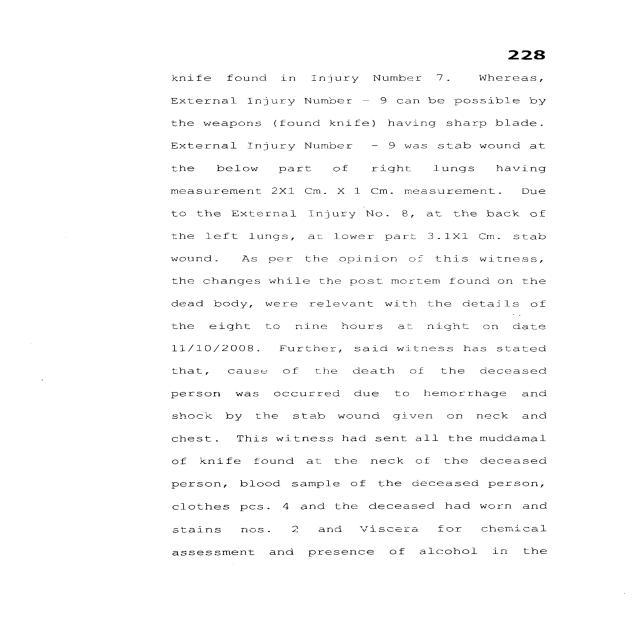 228
knife found in Injury Number 7. Whereas,
External Injury Number - 9 can be possible by
the weapons (found knife) having sharp blade.
External Injury Number - 9 was stab wound at
the below part of right lungs having
measurement 2X1 Cm. X 1 Cm. measurement. Due
to the External Injury No. 8, at the back of
the left lungs, at lower part 3.1X1 Cm. stab
wound. As per the opinion of this witness,
the changes while the post mortem found on the
dead body, were relevant with the details of
the eight to nine hours at night on date
11/10/2008. Further, said witness has stated
that, cause of the death of the deceased
person was occurred due to hemorrhage and
shock by the stab wound given on neck and
chest. This witness had sent all the muddamal
of knife found at the neck of the deceased
person, blood sample of the deceased person,
clothes pcs. 4 and the deceased had worn and
stains nos. 2 and Viscera for chemical
assessment and presence of alcohol in the